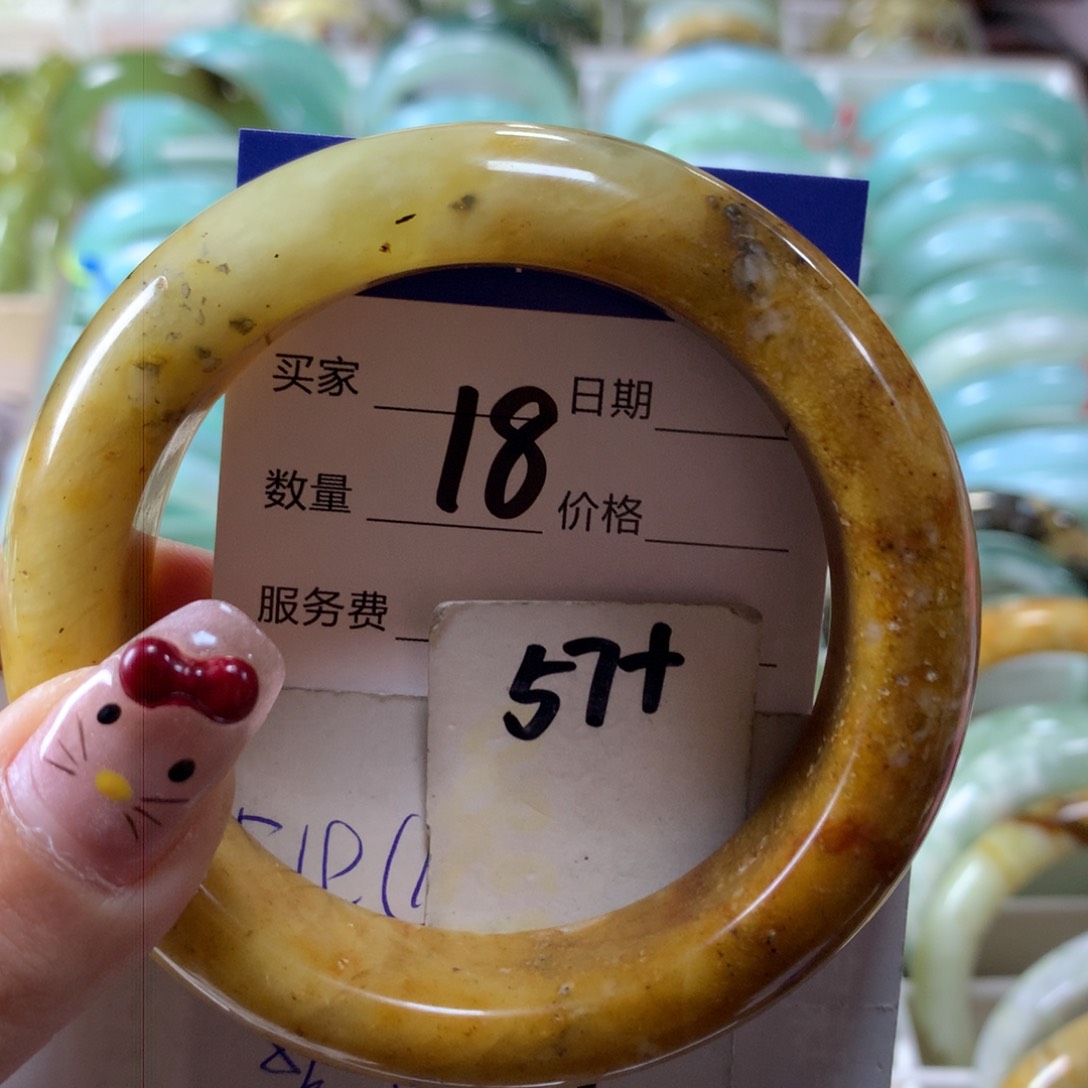 买家 日期
18
数量 价格
服务费
57+